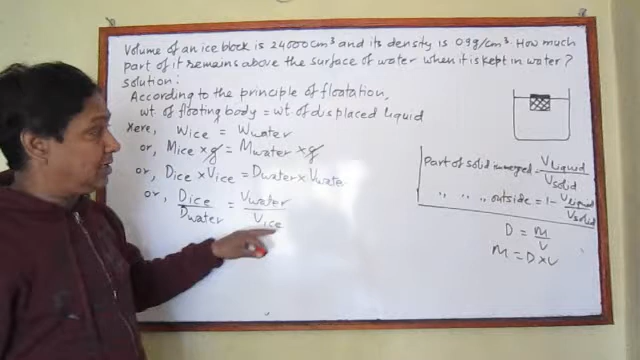 Volume of an ice block is 24000cm³ and its density is 0.9g/cm³. How much
part of it remains above the surface of water when it is kept in water?
solution:
According to the principle of floatation,
wt of floating body = wt of displaced liquid
Here, Wice = Wwater
or, Mice × g = Mwater × g
or, Dice × Vice = Dwater × Vwater
or, Dice/Dwater = Vwater/Vice
Part of solid immerged = Vliquid/Vsolid
" " " outside = 1 - Vliquid/Vsolid
D = M/V
M = D×V